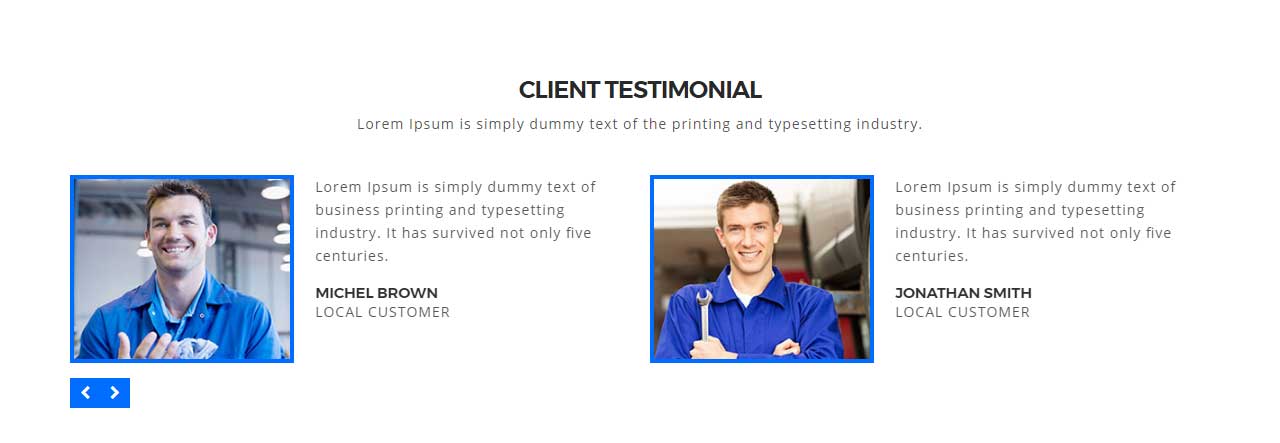 CLIENT TESTIMONIAL
Lorem Ipsum is simply dummy text of the printing and typesetting industry.
Lorem Ipsum is simply dummy text of
business printing and typesetting
industry. It has survived not only five
centuries.
MICHEL BROWN
LOCAL CUSTOMER
Lorem Ipsum is simply dummy text of
business printing and typesetting
industry. It has survived not only five
centuries.
JONATHAN SMITH
LOCAL CUSTOMER